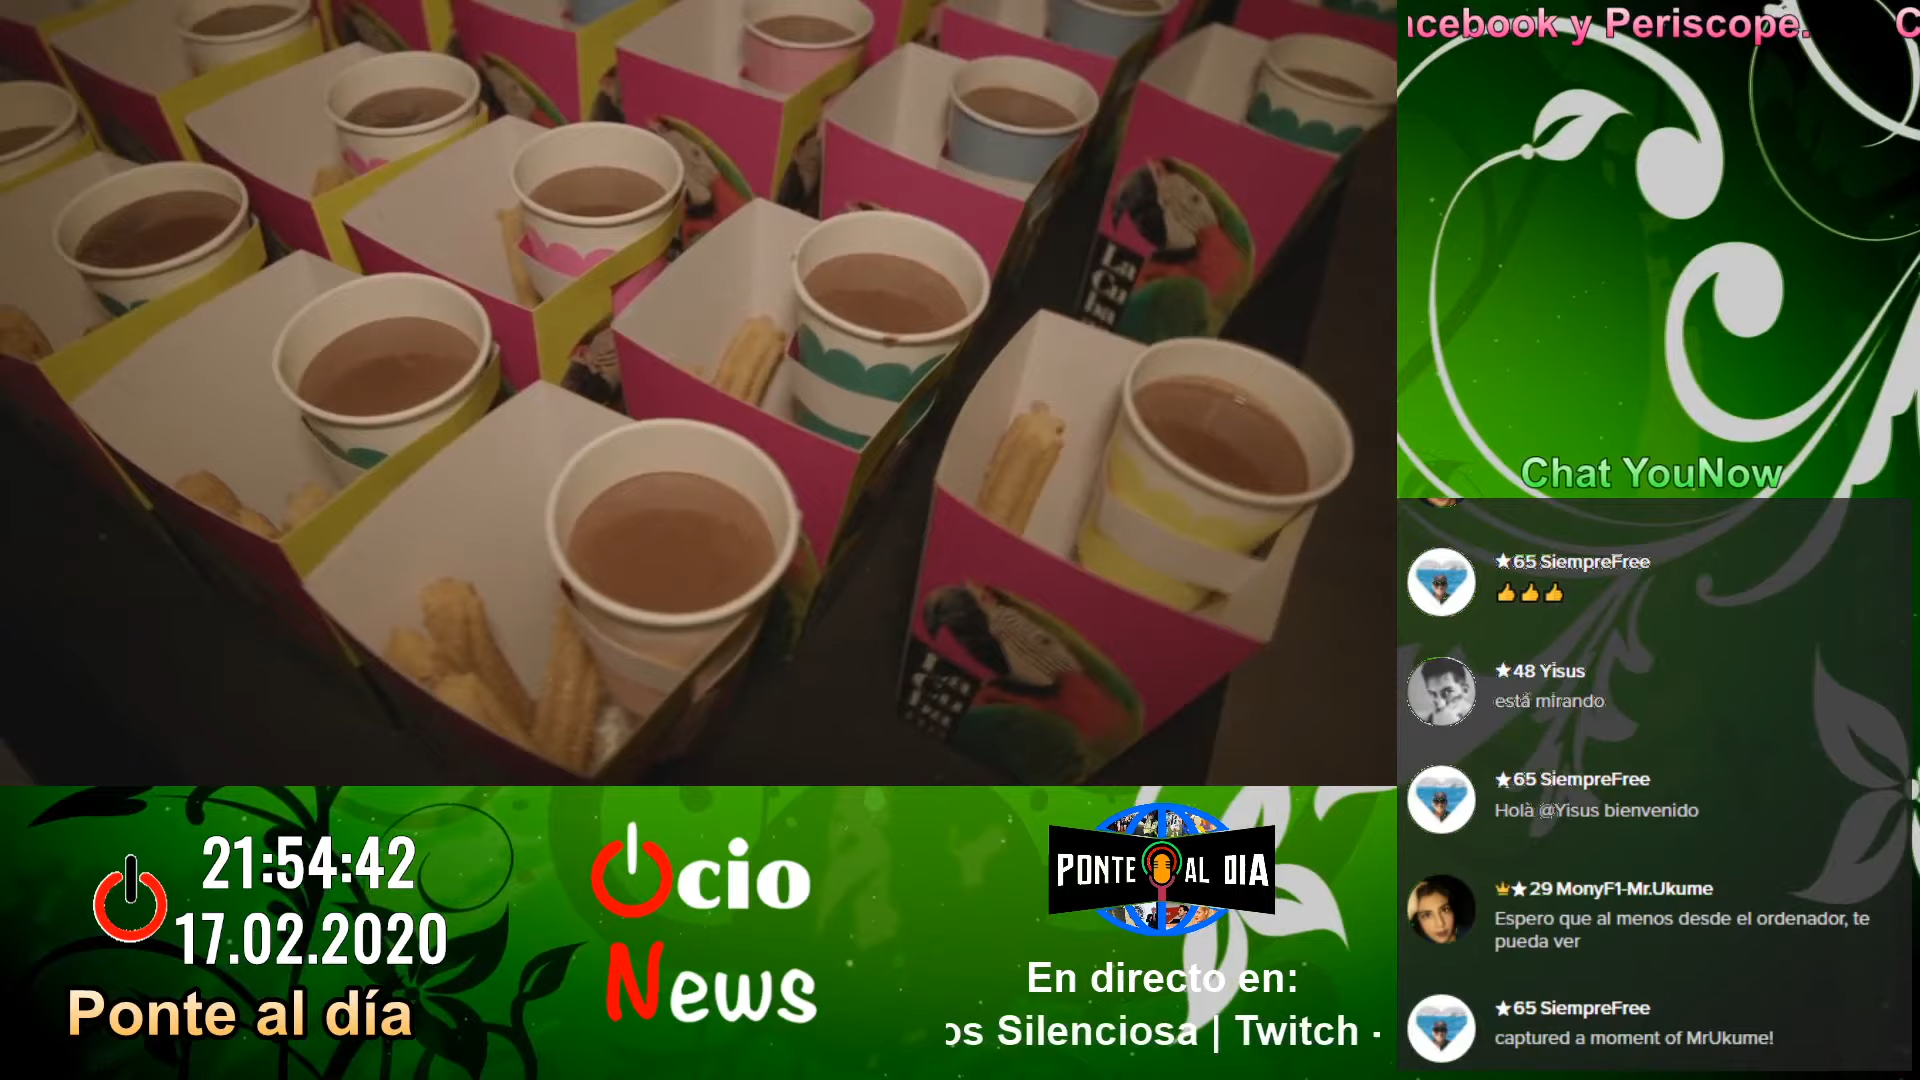 acebook y Periscope.
C
Chat YouNow
★65 SiempreFree
👍👍👍
★48 Yisus
está mirando
★65 SiempreFree
Holà @Yisus bienvenido
★29 MonyF1-Mr.Ukume
Espero que al menos desde el ordenador, te
pueda ver
★65 SiempreFree
captured a moment of MrUkume!
21:54:42
17.02.2020
Ponte al día
Ocio
News
PONTE AL DIA
En directo en:
os Silenciosa | Twitch -
La